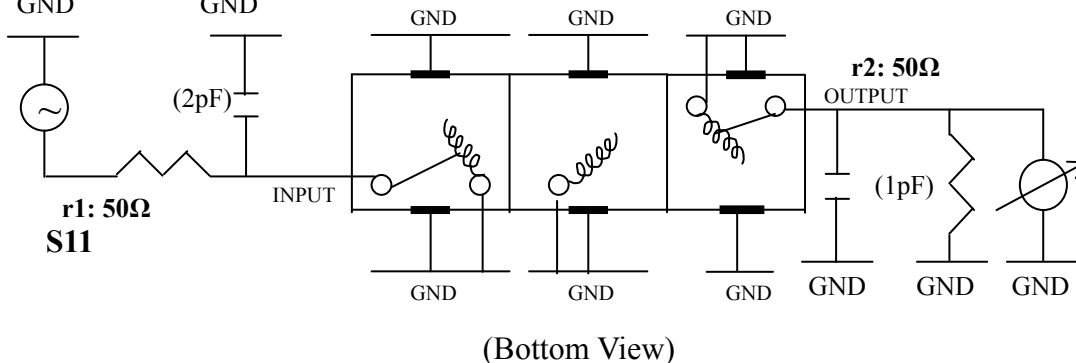 GND GND
GND GND GND
r2: 50Ω
(2pF)
OUTPUT
INPUT
(1pF)
r1: 50Ω
S11
GND GND GND
GND GND GND
(Bottom View)